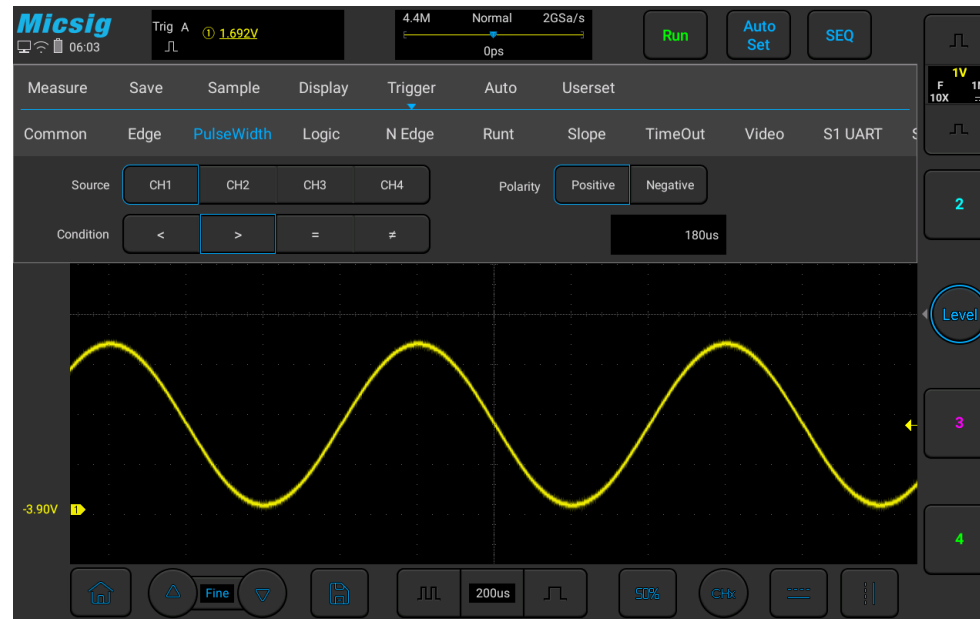 Micsig
06:03
Trig A ① 1.692V
4.4M Normal 2GSa/s
0ps
Run
Auto Set
SEQ
1V
F
10X
Measure Save Sample Display Trigger Auto Userset
Common Edge PulseWidth Logic N Edge Runt Slope TimeOut Video S1 UART
Source CH1 CH2 CH3 CH4 Polarity Positive Negative
Condition < > = ≠ 180us
2
Level
3
-3.90V 1
4
Fine
200us
50%
CHx